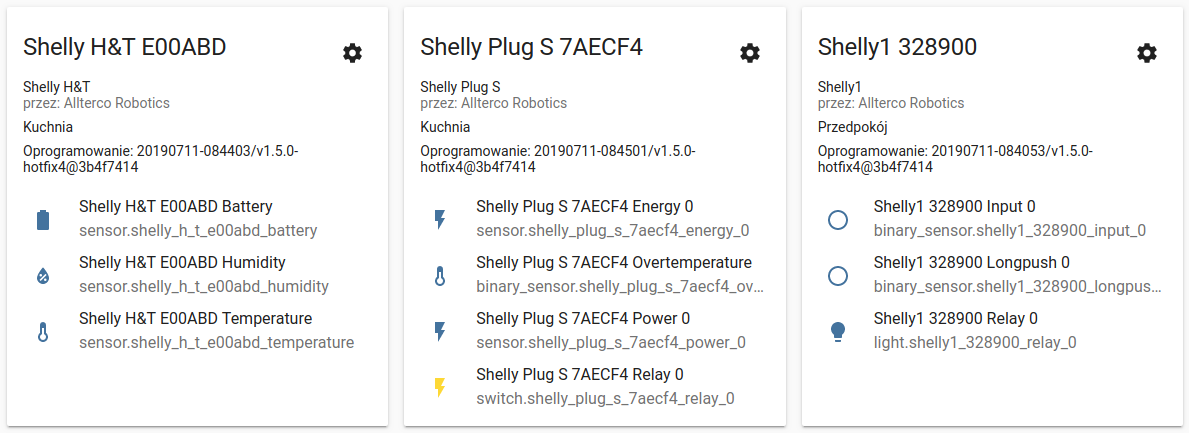 Shelly H&T E00ABD
Shelly H&T
przez: Allterco Robotics
Kuchnia
Oprogramowanie: 20190711-084403/v1.5.0-
hotfix4@3b4f7414
Shelly H&T E00ABD Battery
sensor.shelly_h_t_e00abd_battery
Shelly H&T E00ABD Humidity
sensor.shelly_h_t_e00abd_humidity
Shelly H&T E00ABD Temperature
sensor.shelly_h_t_e00abd_temperature
Shelly Plug S 7AECF4
Shelly Plug S
przez: Allterco Robotics
Kuchnia
Oprogramowanie: 20190711-084501/v1.5.0-
hotfix4@3b4f7414
Shelly Plug S 7AECF4 Energy 0
sensor.shelly_plug_s_7aecf4_energy_0
Shelly Plug S 7AECF4 Overtemperature
binary_sensor.shelly_plug_s_7aecf4_ov...
Shelly Plug S 7AECF4 Power 0
sensor.shelly_plug_s_7aecf4_power_0
Shelly Plug S 7AECF4 Relay 0
switch.shelly_plug_s_7aecf4_relay_0
Shelly1 328900
Shelly1
przez: Allterco Robotics
Przedpokój
Oprogramowanie: 20190711-084053/v1.5.0-
hotfix4@3b4f7414
Shelly1 328900 Input 0
binary_sensor.shelly1_328900_input_0
Shelly1 328900 Longpush 0
binary_sensor.shelly1_328900_longpus...
Shelly1 328900 Relay 0
light.shelly1_328900_relay_0